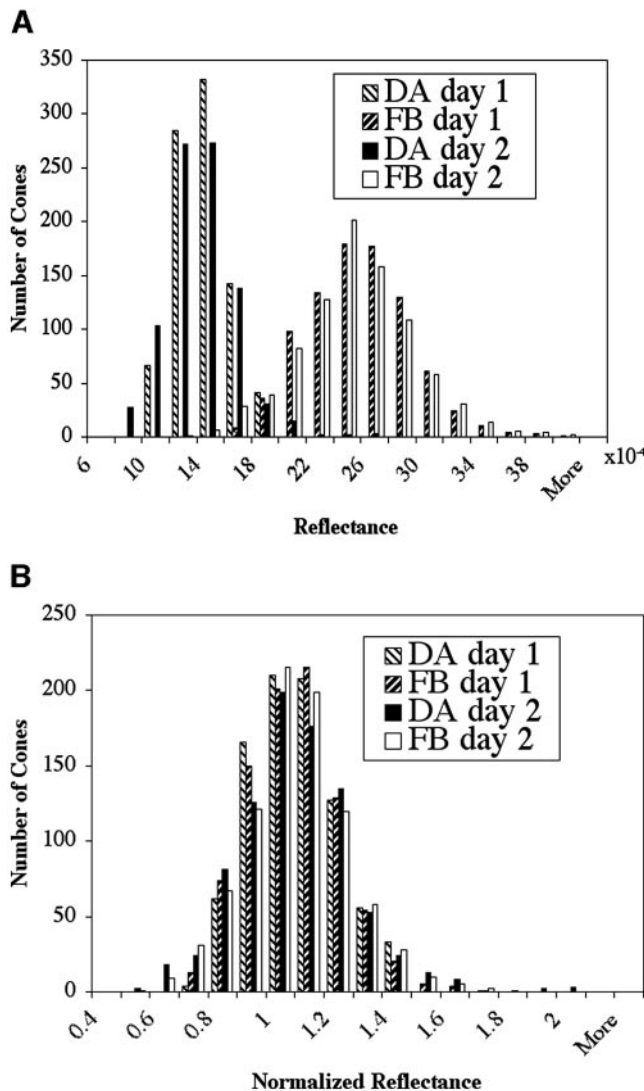 A
350
300
250
200
150
100
50
0
Number of Cones
DA day 1
FB day 1
DA day 2
FB day 2
6 10 14 18 22 26 30 34 38 More x10-4
Reflectance
B
250
200
150
100
50
0
Number of Cones
DA day 1
FB day 1
DA day 2
FB day 2
0.4 0.6 0.8 1 1.2 1.4 1.6 1.8 2 More
Normalized Reflectance